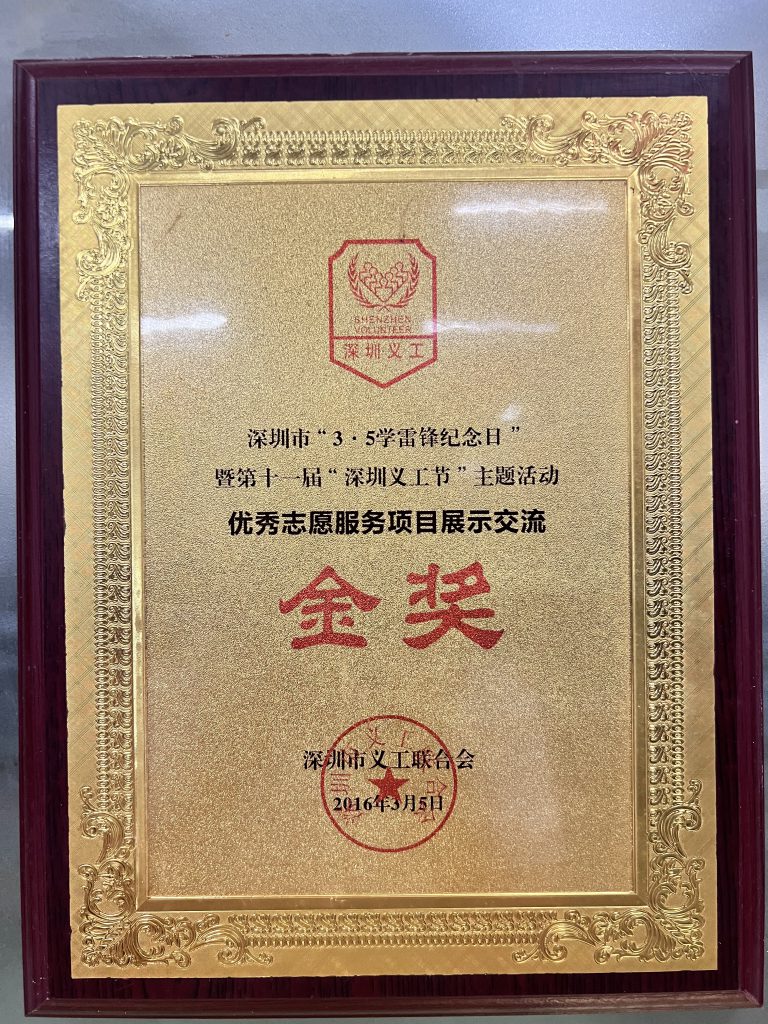 SHENZHEN
VOLUNTEER
深圳义工
深圳市“3·5学雷锋纪念日”
暨第十一届“深圳义工节”主题活动
优秀志愿服务项目展示交流
金奖
深圳市义工联合会
2016年3月5日